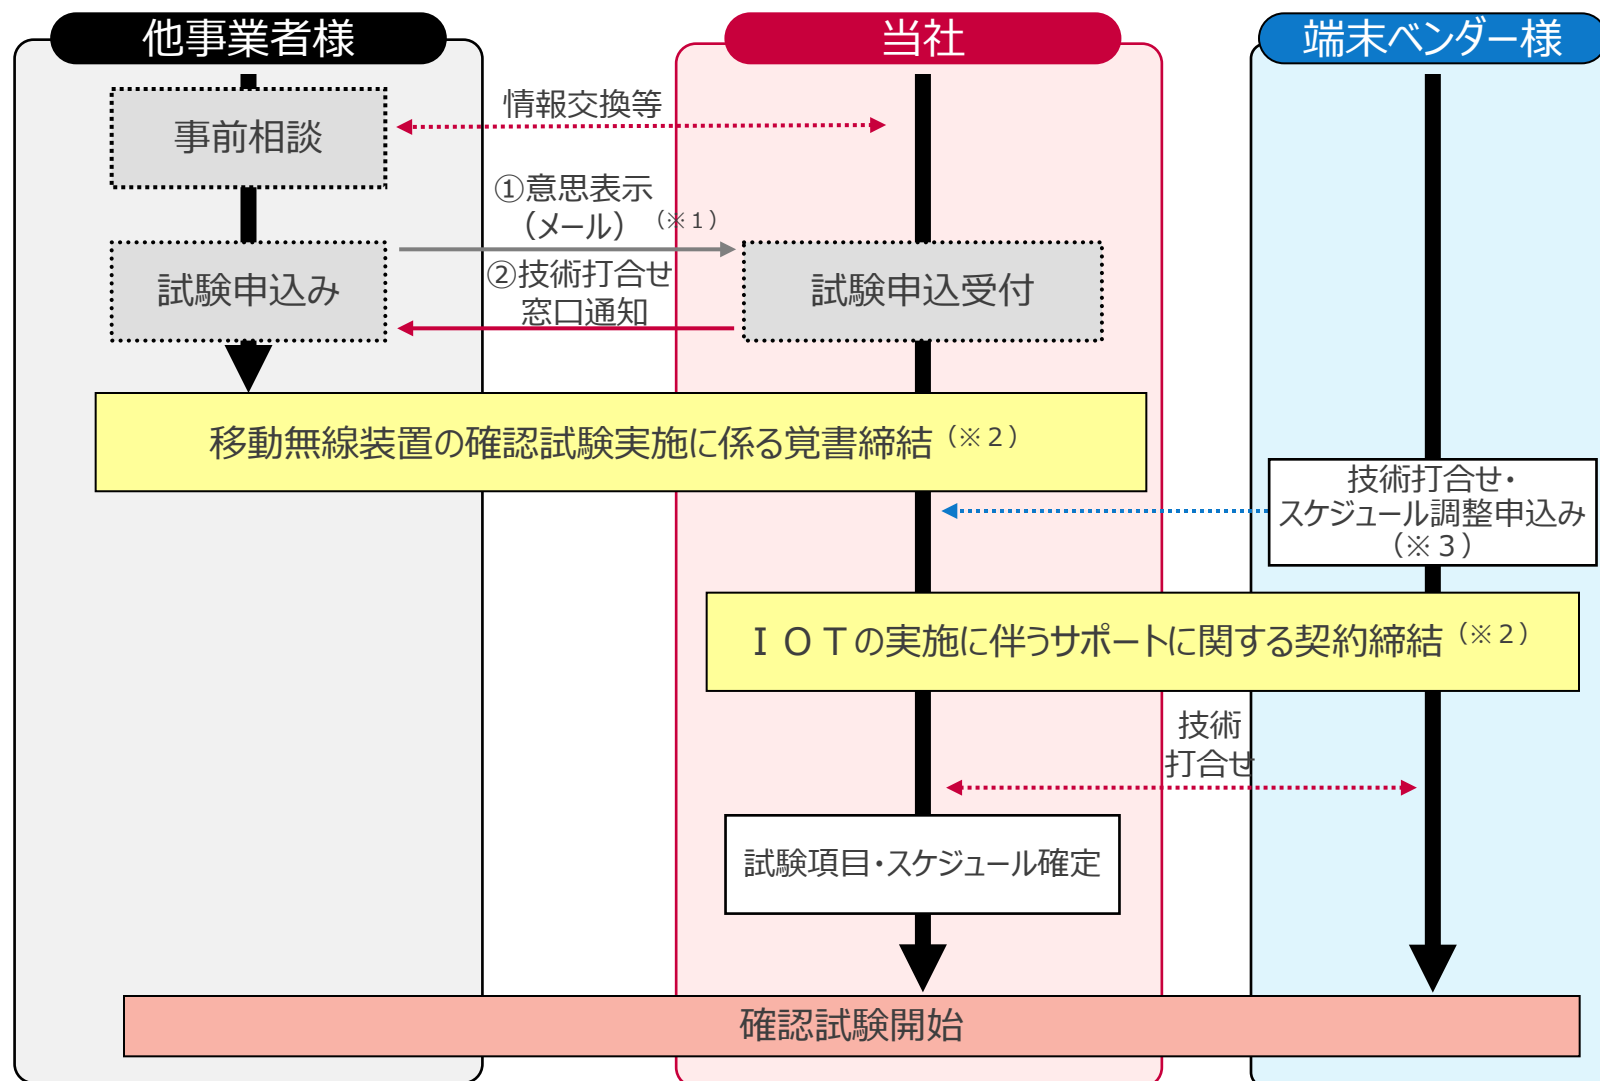 他事業者様
当社
端末ベンダー様
事前相談
情報交換等
①意思表示
（メール）（※１）
試験申込み
②技術打合せ
窓口通知
試験申込受付
移動無線装置の確認試験実施に係る覚書締結（※２）
技術打合せ・
スケジュール調整申込み
（※３）
ＩＯＴの実施に伴うサポートに関する契約締結（※２）
技術
打合せ
試験項目・スケジュール確定
確認試験開始